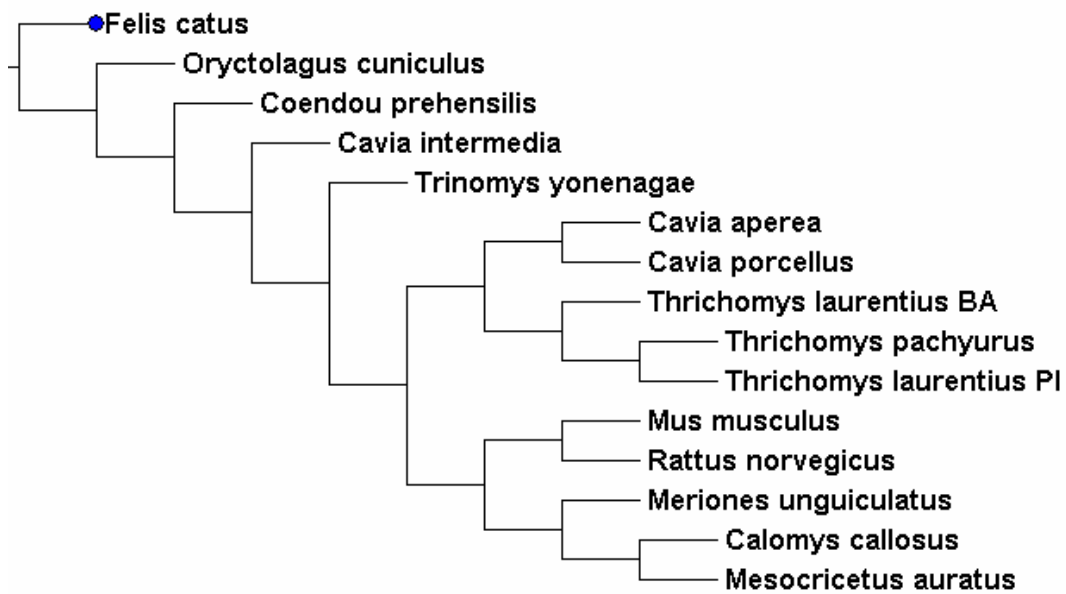 Felis catus
Oryctolagus cuniculus
Coendou prehensilis
Cavia intermedia
Trinomys yonenagae
Cavia aperea
Cavia porcellus
Thrichomys laurentius BA
Thrichomys pachyurus
Thrichomys laurentius PI
Mus musculus
Rattus norvegicus
Meriones unguiculatus
Calomys callosus
Mesocricetus auratus